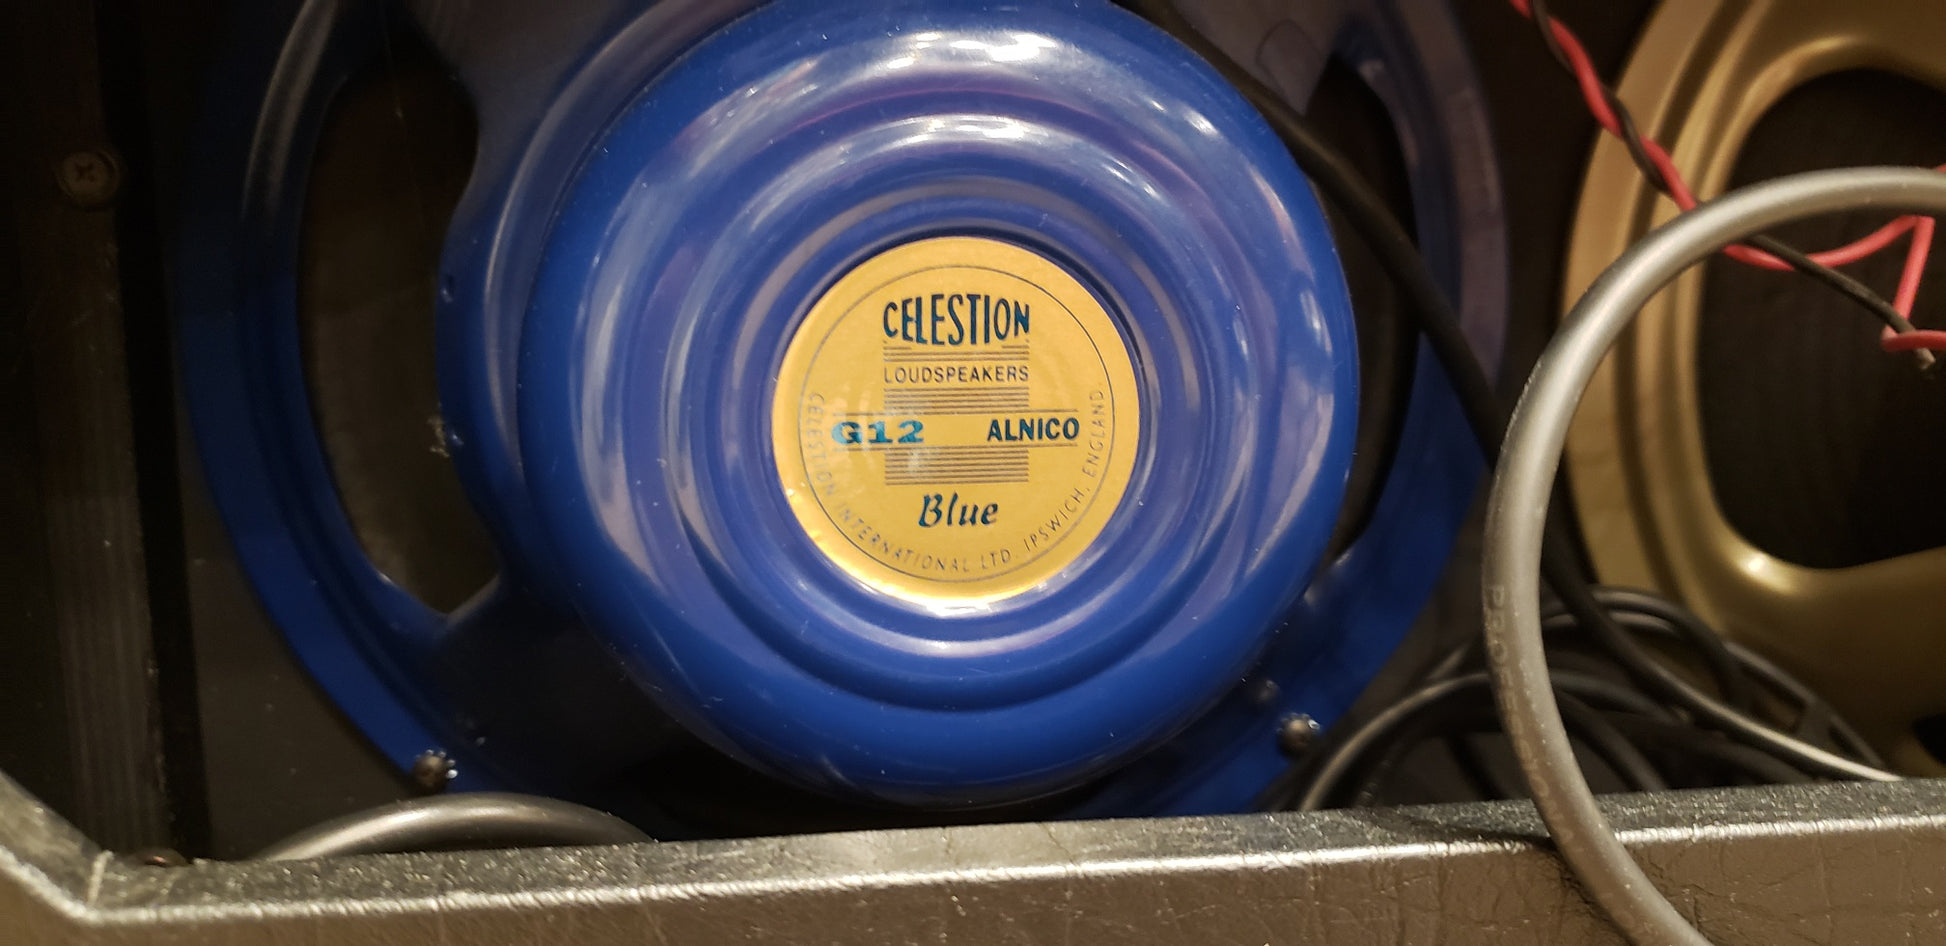 CELESTION
LOUDSPEAKERS
G12 ALNICO
Blue
CELESTION INTERNATIONAL LTD. IPSWICH. ENGLAND.